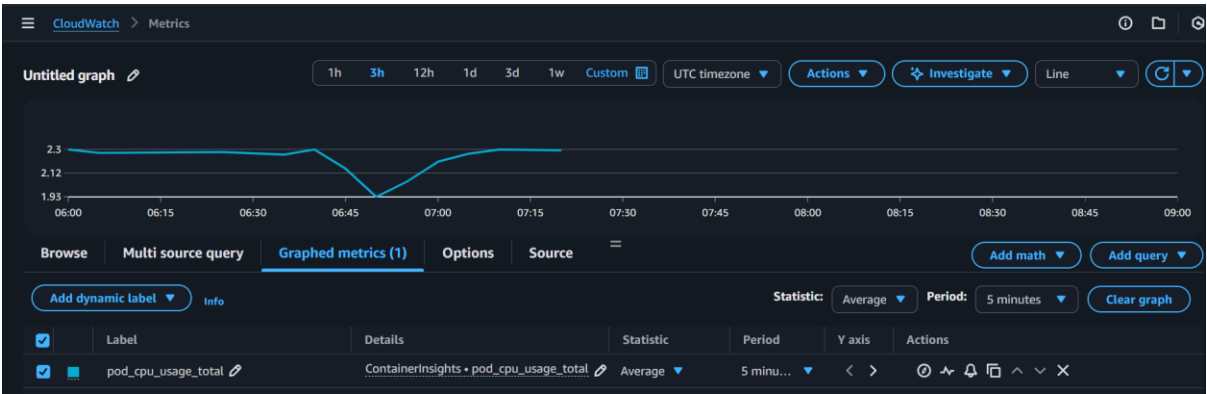 CloudWatch > Metrics
Untitled graph
1h 3h 12h 1d 3d 1w Custom UTC timezone Actions Investigate Line
2.3
2.12
1.93
06:00 06:15 06:30 06:45 07:00 07:15 07:30 07:45 08:00 08:15 08:30 08:45 09:00
Browse Multi source query Graphed metrics (1) Options Source Add math Add query
Add dynamic label Info Statistic: Average Period: 5 minutes Clear graph
Label Details Statistic Period Y axis Actions
pod_cpu_usage_total ContainerInsights • pod_cpu_usage_total Average 5 minu...